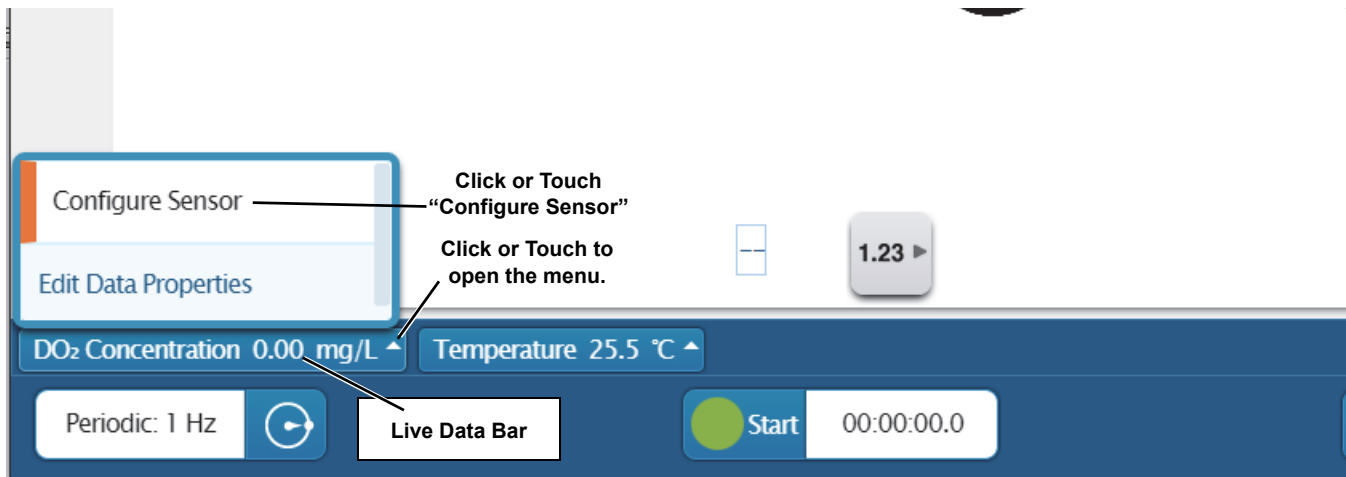 Configure Sensor
Click or Touch
“Configure Sensor”
Edit Data Properties
Click or Touch to
open the menu.
--
1.23
DO₂ Concentration 0.00 mg/L
Temperature 25.5 ℃
Periodic: 1 Hz
Live Data Bar
Start
00:00:00.0